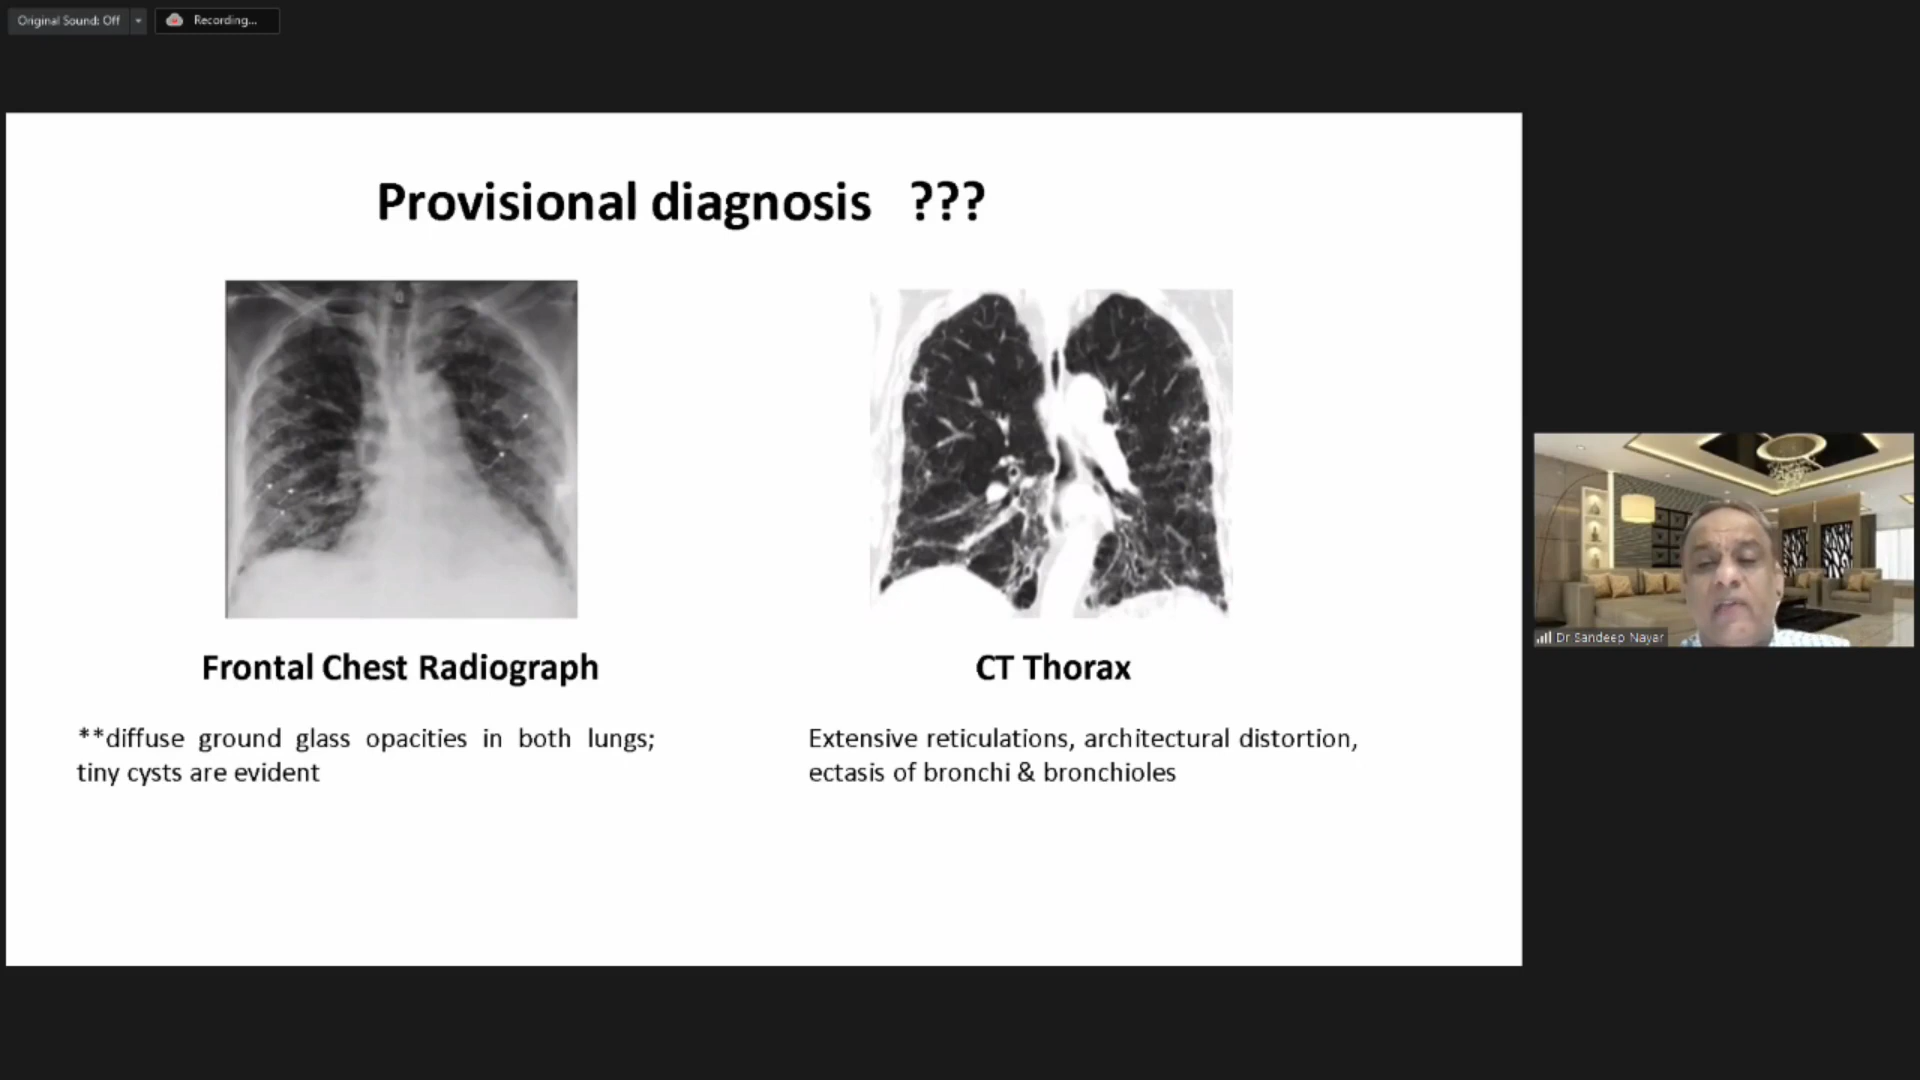 Original Sound: Off
Recording...
Provisional diagnosis ???
Frontal Chest Radiograph
CT Thorax
**diffuse ground glass opacities in both lungs;
tiny cysts are evident
Extensive reticulations, architectural distortion,
ectasis of bronchi & bronchioles
Dr Sandeep Nayar